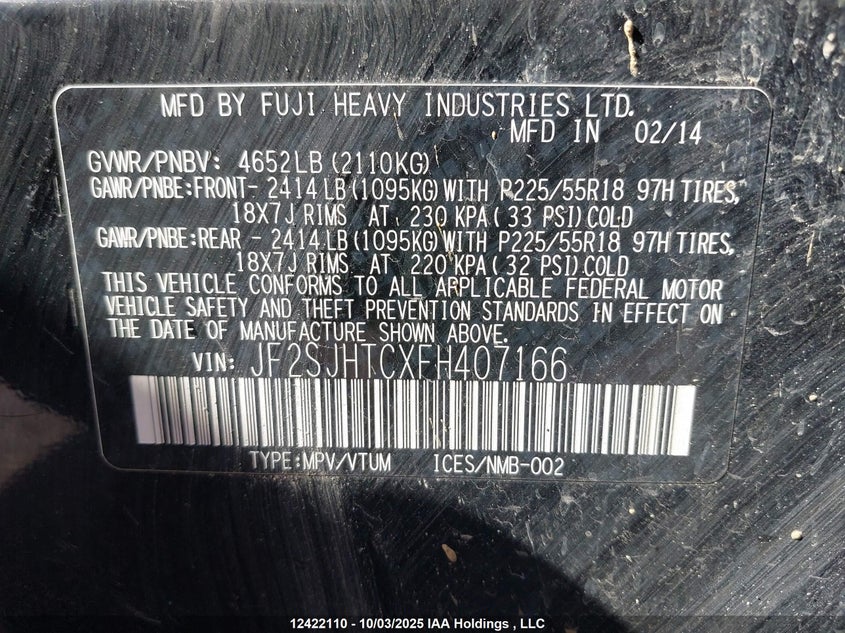 MFD BY FUJI HEAVY INDUSTRIES LTD.
MFD IN 02/14
GVWR/PNBV: 4652LB(2110KG)
GAWR/PNBE:FRONT- 2414LB(1095KG)WITH P225/55R18 97H TIRES,
18X7J RIMS AT 230 KPA(33 PSI)COLD
GAWR/PNBE:REAR - 2414LB(1095KG)WITH P225/55R18 97H TIRES,
18X7J RIMS AT 220 KPA(32 PSI)COLD
THIS VEHICLE CONFORMS TO ALL APPLICABLE FEDERAL MOTOR
VEHICLE SAFETY AND THEFT PREVENTION STANDARDS IN EFFECT ON
THE DATE OF MANUFACTURE SHOWN ABOVE.
VIN: JF2SJHTCXFH407166
TYPE:MPV/VTUM ICES/NMB-002
12422110 - 10/03/2025 IAA Holdings , LLC